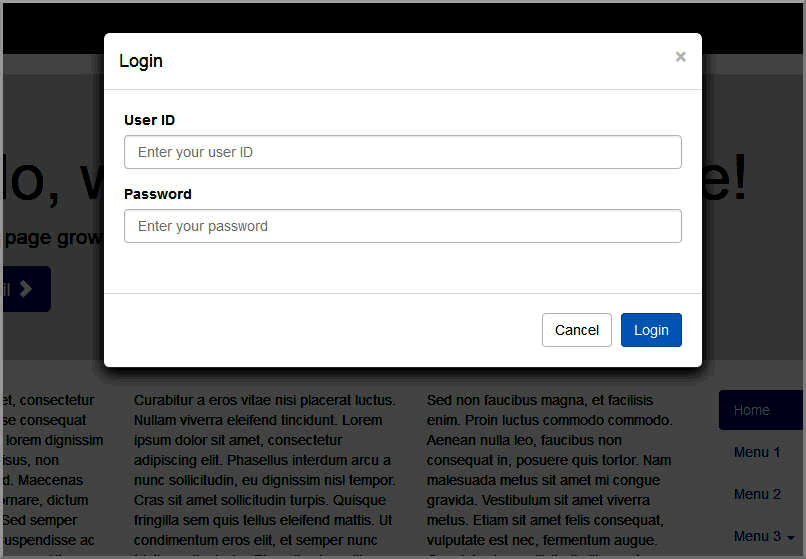 Login
×
User ID
Enter your user ID
Password
Enter your password
Cancel
Login
e!
page grow
Curabitur a eros vitae nisi placerat luctus.
Nullam viverra eleifend tincidunt. Lorem
ipsum dolor sit amet, consectetur
adipiscing elit. Phasellus interdum arcu a
nunc sollicitudin, eu dignissim nisl tempor.
Cras sit amet sollicitudin turpis. Quisque
fringilla sem quis tellus eleifend mattis. Ut
condimentum eros elit, et semper nunc
et, consectetur
se consequat
lorem dignissim
isus, non
d. Maecenas
ornare, dictum
Sed semper
suspendisse ac
Sed non faucibus magna, et facilisis
enim. Proin luctus commodo commodo.
Aenean nulla leo, faucibus non
consequat in, posuere quis tortor. Nam
malesuada metus sit amet mi congue
gravida. Vestibulum sit amet viverra
metus. Etiam sit amet felis consequat,
vulputate est nec, fermentum augue.
Home
Menu 1
Menu 2
Menu 3